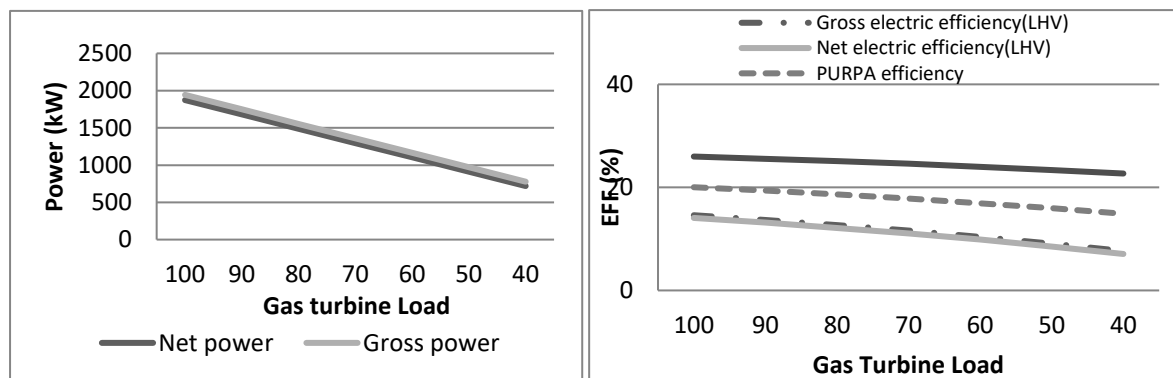 2500
2000
1500
1000
500
0
Power (kW)
100 90 80 70 60 50 40
Gas turbine Load
Net power Gross power
Gross electric efficiency(LHV)
Net electric efficiency(LHV)
PURPA efficiency
40
20
0
EFF (%)
100 90 80 70 60 50 40
Gas Turbine Load